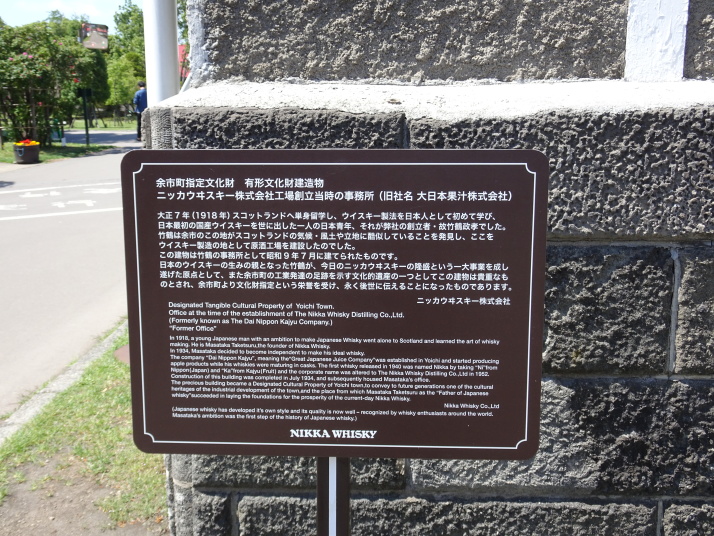 余市町指定文化財　有形文化財建造物
ニッカウヰスキー株式会社工場創立当時の事務所（旧社名 大日本果汁株式会社）
大正７年（1918年）スコットランドへ単身留学し、ウイスキー製法を日本人として初めて学び、
日本最初の国産ウイスキーを世に出した一人の日本青年、それが弊社の創立者・故竹鶴政孝でした。
竹鶴は余市のこの地がスコットランドの気候・風土や立地に酷似していることを発見し、ここを
ウイスキー製造の地として原酒工場を建設したのでした。
この建物は竹鶴の事務所として昭和９年７月に建てられたものです。
日本のウイスキーの生みの親となった竹鶴が、今日のニッカウヰスキーの隆盛という一大事業を成し
遂げた原点として、また余市町の工業発達の足跡を示す文化的遺産の一つとしてこの建物は貴重なも
のとされ、余市町より文化財指定という栄誉を受け、永く後世に伝えることになったものであります。
ニッカウヰスキー株式会社
Designated Tangible Cultural Property of Yoichi Town.
Office at the time of the establishment of The Nikka Whisky Distilling Co.,Ltd.
(Formerly known as The Dai Nippon Kajyu Company.)
"Former Office"
In 1918, a young Japanese man with an ambition to make Japanese Whisky went alone to Scotland and learned the art of whisky
making. He is Masataka Taketsuru,the founder of Nikka Whisky.
In 1934, Masataka decided to become independent to make his ideal whisky.
The company "Dai Nippon Kajyu", meaning the"Great Japanese Juice Company"was established in Yoichi and started producing
apple products while his whiskies were maturing in casks. The first whisky released in 1940 was named Nikka by taking "Ni"from
Nippon(Japan) and "Ka"from Kajyu(Fruit) and the corporate name was altered to The Nikka Whisky Distilling Co.,Ltd in 1952.
Construction of this building was completed in July 1934, and subsequently housed Masataka's office.
The precious building became a Designated Cultural Property of Yoichi town,to convey to future generations one of the cultural
heritages of the industrial development of the town,and the place from which Masataka Taketsuru as the "Father of Japanese
whisky"succeeded in laying the foundations for the prosperity of the current-day Nikka Whisky.
Nikka Whisky Co.,Ltd
(Japanese whisky has developed it's own style and its quality is now well – recognized by whisky enthusiasts around the world.
Masataka's ambition was the first step of the history of Japanese whisky.)
NIKKA WHISKY